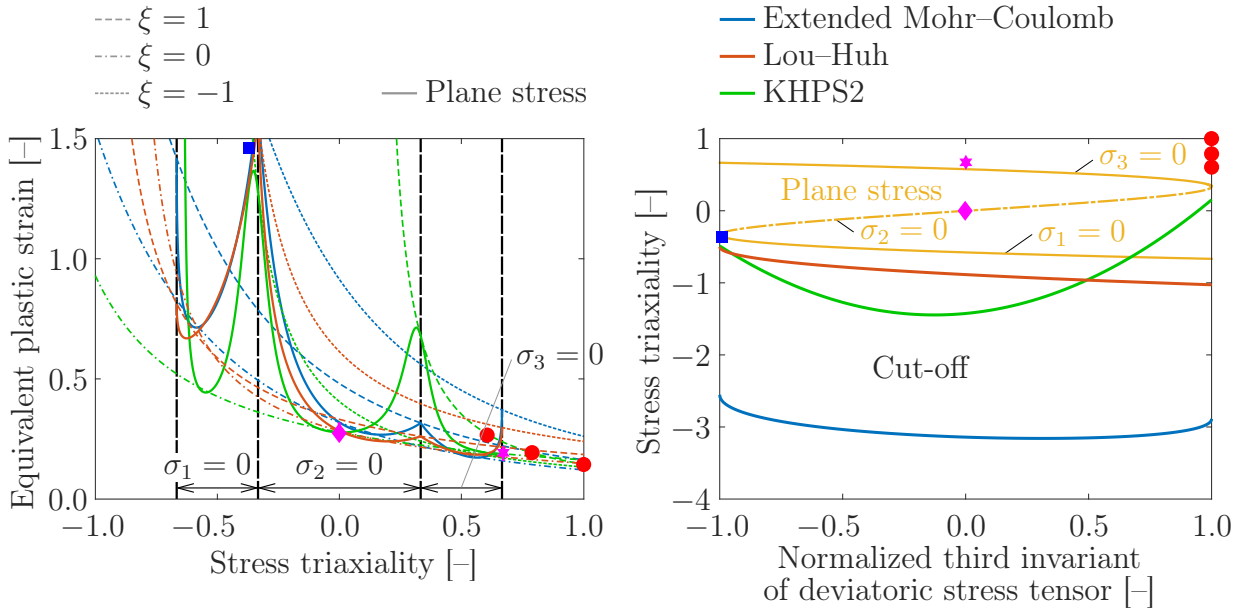 ξ = 1
ξ = 0
ξ = −1
Plane stress
Equivalent plastic strain [–]
1.5
1.0
0.5
0.0
σ₃ = 0
σ₁ = 0
σ₂ = 0
−1.0
−0.5
0.0
0.5
1.0
Stress triaxiality [–]
Extended Mohr–Coulomb
Lou–Huh
KHPS2
Stress triaxiality [–]
1
0
−1
−2
−3
−4
σ₃ = 0
Plane stress
σ₂ = 0
σ₁ = 0
Cut-off
−1.0
−0.5
0.0
0.5
1.0
Normalized third invariant
of deviatoric stress tensor [–]